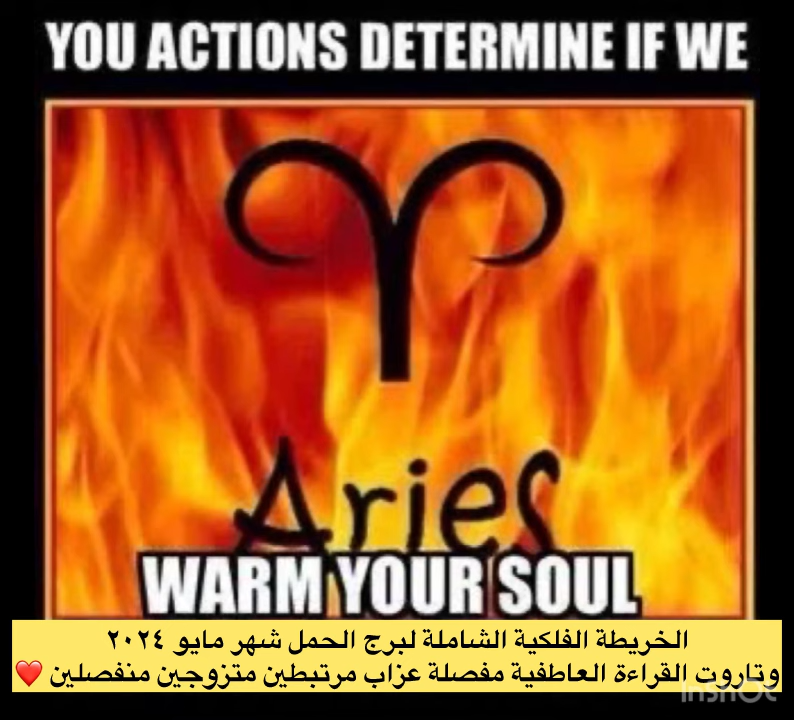 YOU ACTIONS DETERMINE IF WE
Aries
WARM YOUR SOUL
الخريطة الفلكية الشاملة لبرج الحمل شهر مايو ٢٠٢٤
وتاروت القراءة العاطفية مفصلة عزاب مرتبطين متزوجين منفصلين ❤️
InShOt